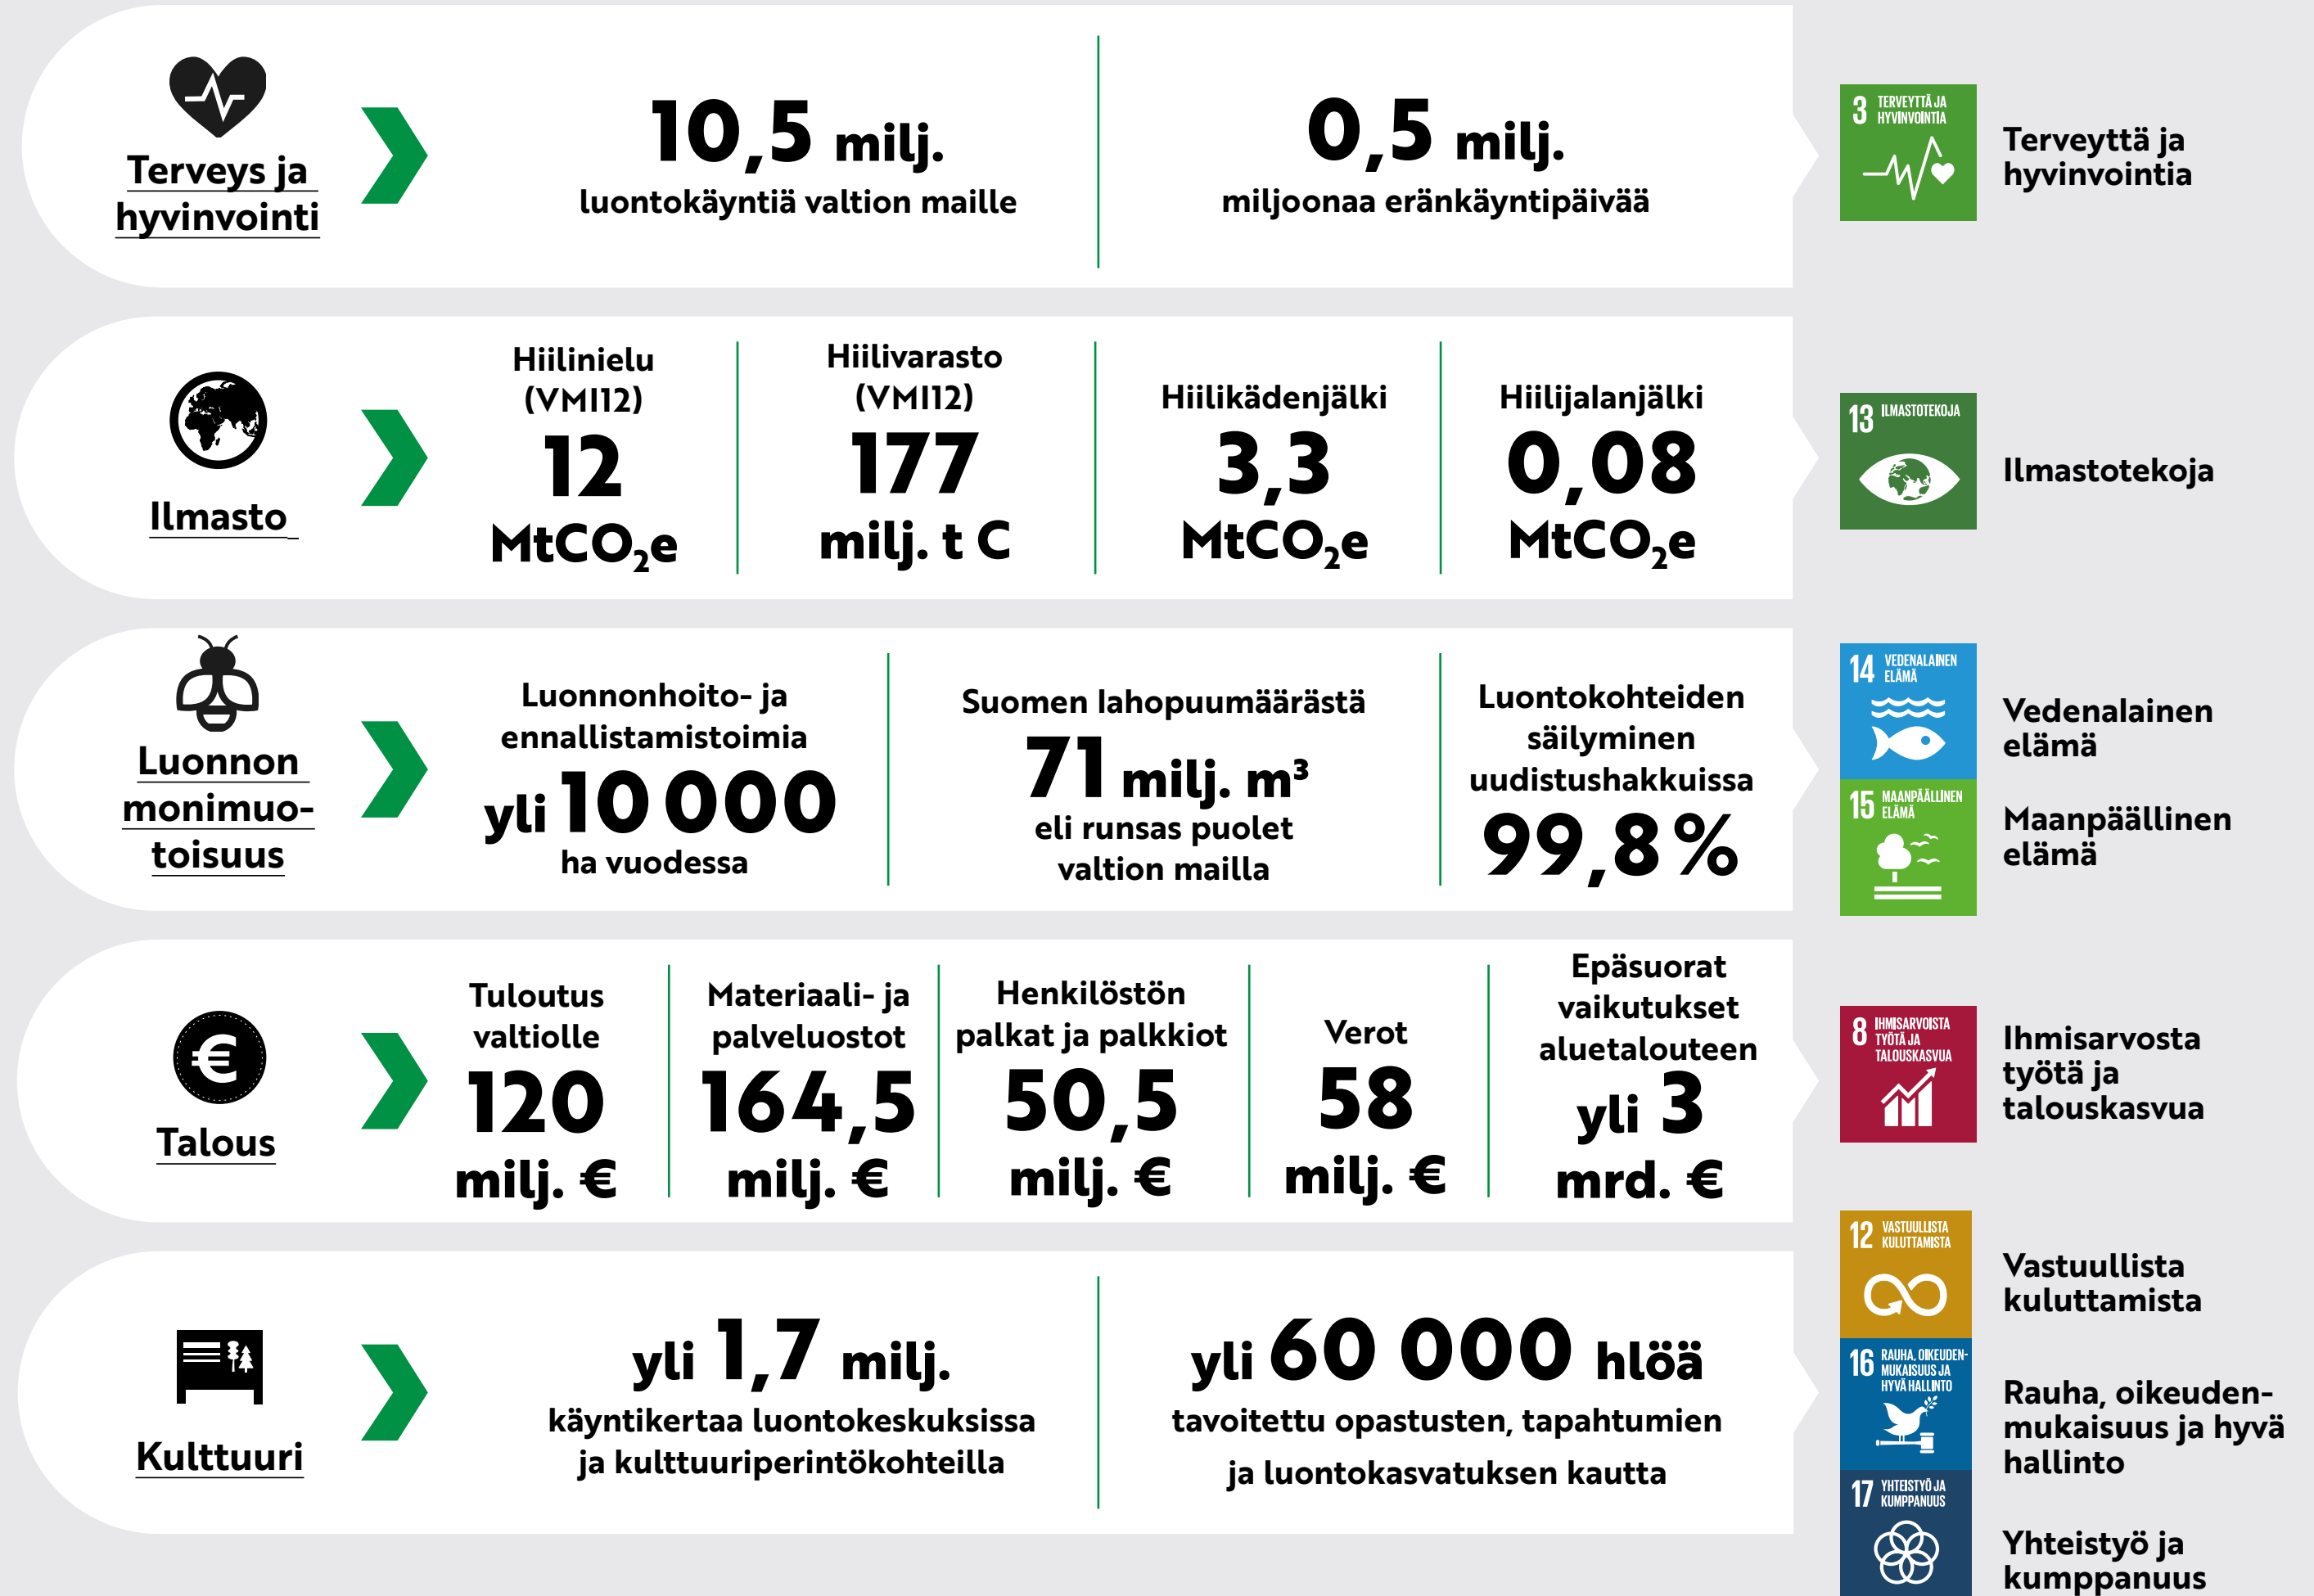 Terveys ja
hyvinvointi
10,5 milj.
luontokäyntiä valtion maille
0,5 milj.
miljoonaa eränkäyntipäivää
3 TERVEYTTÄ JA
HYVINVOINTIA
Terveyttä ja
hyvinvointia
Ilmasto
Hiilinielu
(VMI12)
12
MtCO₂e
Hiilivarasto
(VMI12)
177
milj. t C
Hiilikädenjälki
3,3
MtCO₂e
Hiilijalanjälki
0,08
MtCO₂e
13 ILMASTOTEKOJA
Ilmastotekoja
Luonnon
monimuo-
toisuus
Luonnonhoito- ja
ennallistamistoimia
yli 10 000
ha vuodessa
Suomen lahopuumäärästä
71 milj. m³
eli runsas puolet
valtion mailla
Luontokohteiden
säilyminen
uudistushakkuissa
99,8 %
14 VEDENALAINEN
ELÄMÄ
Vedenalainen
elämä
15 MAANPÄÄLLINEN
ELÄMÄ
Maanpäällinen
elämä
€
Talous
Tuloutus
valtiolle
120
milj. €
Materiaali- ja
palveluostot
164,5
milj. €
Henkilöstön
palkat ja palkkiot
50,5
milj. €
Verot
58
milj. €
Epäsuorat
vaikutukset
aluetalouteen
yli 3
mrd. €
8 IHMISARVOISTA
TYÖTÄ JA
TALOUSKASVUA
Ihmisarvosta
työtä ja
talouskasvua
Kulttuuri
yli 1,7 milj.
käyntikertaa luontokeskuksissa
ja kulttuuriperintökohteilla
yli 60 000 hlöä
tavoitettu opastusten, tapahtumien
ja luontokasvatuksen kautta
12 VASTUULLISTA
KULUTTAMISTA
Vastuullista
kuluttamista
16 RAUHA, OIKEUDEN-
MUKAISUUS JA
HYVÄ HALLINTO
Rauha, oikeuden-
mukaisuus ja hyvä
hallinto
17 YHTEISTYÖ JA
KUMPPANUUS
Yhteistyö ja
kumppanuus